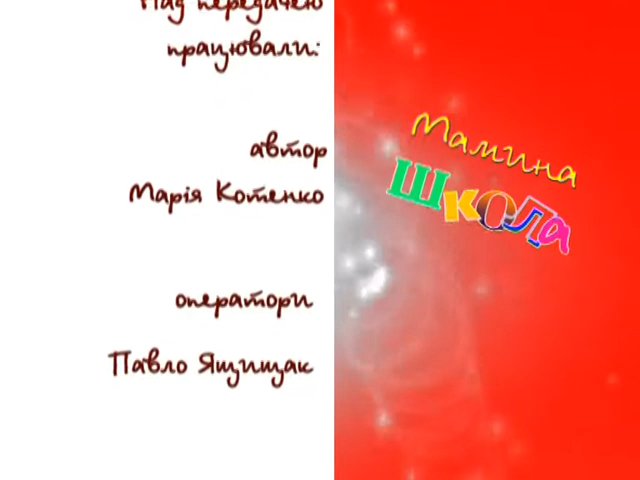 Над передачею
працювали:
автор
Марія Котенко
оператори
Павло Ящищак
Мамина
школа